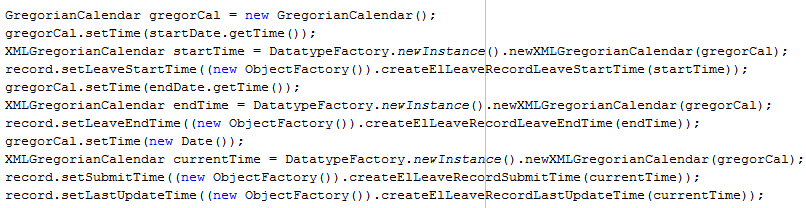 GregorianCalendar gregorCal = new GregorianCalendar();
gregorCal.setTime(startDate.getTime());
XMLGregorianCalendar startTime = DatatypeFactory.newInstance().newXMLGregorianCalendar(gregorCal);
record.setLeaveStartTime((new ObjectFactory()).createElLeaveRecordLeaveStartTime(startTime));
gregorCal.setTime(endDate.getTime());
XMLGregorianCalendar endTime = DatatypeFactory.newInstance().newXMLGregorianCalendar(gregorCal);
record.setLeaveEndTime((new ObjectFactory()).createElLeaveRecordLeaveEndTime(endTime));
gregorCal.setTime(new Date());
XMLGregorianCalendar currentTime = DatatypeFactory.newInstance().newXMLGregorianCalendar(gregorCal);
record.setSubmitTime((new ObjectFactory()).createElLeaveRecordSubmitTime(currentTime));
record.setLastUpdateTime((new ObjectFactory()).createElLeaveRecordLastUpdateTime(currentTime));